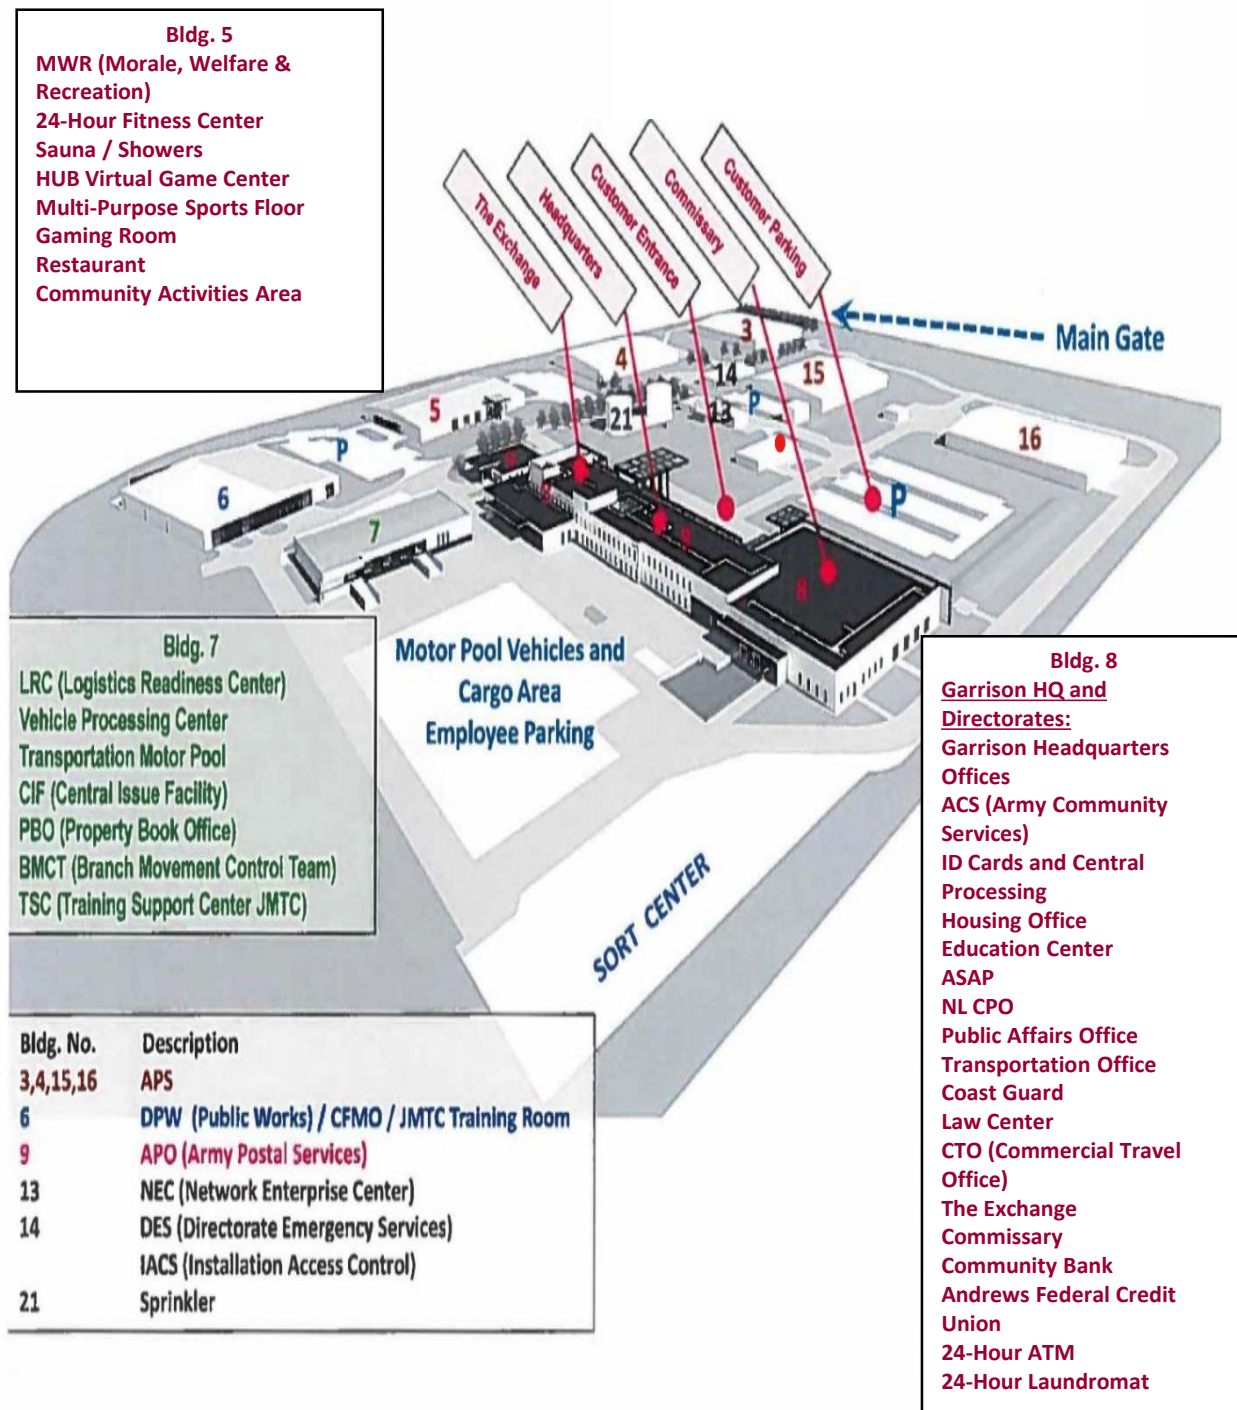 Bldg. 5
MWR (Morale, Welfare &
Recreation)
24-Hour Fitness Center
Sauna / Showers
HUB Virtual Game Center
Multi-Purpose Sports Floor
Gaming Room
Restaurant
Community Activities Area
The Exchange
Headquarters
Customer Entrance
Commissary
Customer Parking
Main Gate
3
4
14
15
5
21
13
P
16
P
6
7
P
8
8
8
Bldg. 7
LRC (Logistics Readiness Center)
Vehicle Processing Center
Transportation Motor Pool
CIF (Central Issue Facility)
PBO (Property Book Office)
BMCT (Branch Movement Control Team)
TSC (Training Support Center JMTC)
Motor Pool Vehicles and
Cargo Area
Employee Parking
SORT CENTER
Bldg. 8
Garrison HQ and
Directorates:
Garrison Headquarters
Offices
ACS (Army Community
Services)
ID Cards and Central
Processing
Housing Office
Education Center
ASAP
NL CPO
Public Affairs Office
Transportation Office
Coast Guard
Law Center
CTO (Commercial Travel
Office)
The Exchange
Commissary
Community Bank
Andrews Federal Credit
Union
24-Hour ATM
24-Hour Laundromat
Bldg. No. Description
3,4,15,16 APS
6 DPW (Public Works) / CFMO / JMTC Training Room
9 APO (Army Postal Services)
13 NEC (Network Enterprise Center)
14 DES (Directorate Emergency Services)
IACS (Installation Access Control)
21 Sprinkler